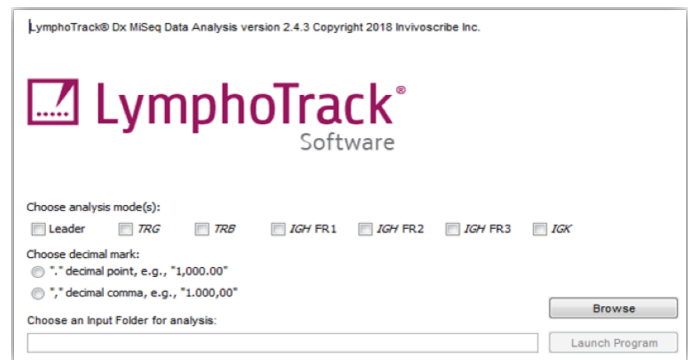 LymphoTrack® Dx MiSeq Data Analysis version 2.4.3 Copyright 2018 Invivoscribe Inc.
LymphoTrack®
Software
Choose analysis mode(s):
Leader TRG TRB IGH FR1 IGH FR2 IGH FR3 IGK
Choose decimal mark:
"." decimal point, e.g., "1,000.00"
"," decimal comma, e.g., "1.000,00"
Browse
Choose an Input Folder for analysis:
Launch Program